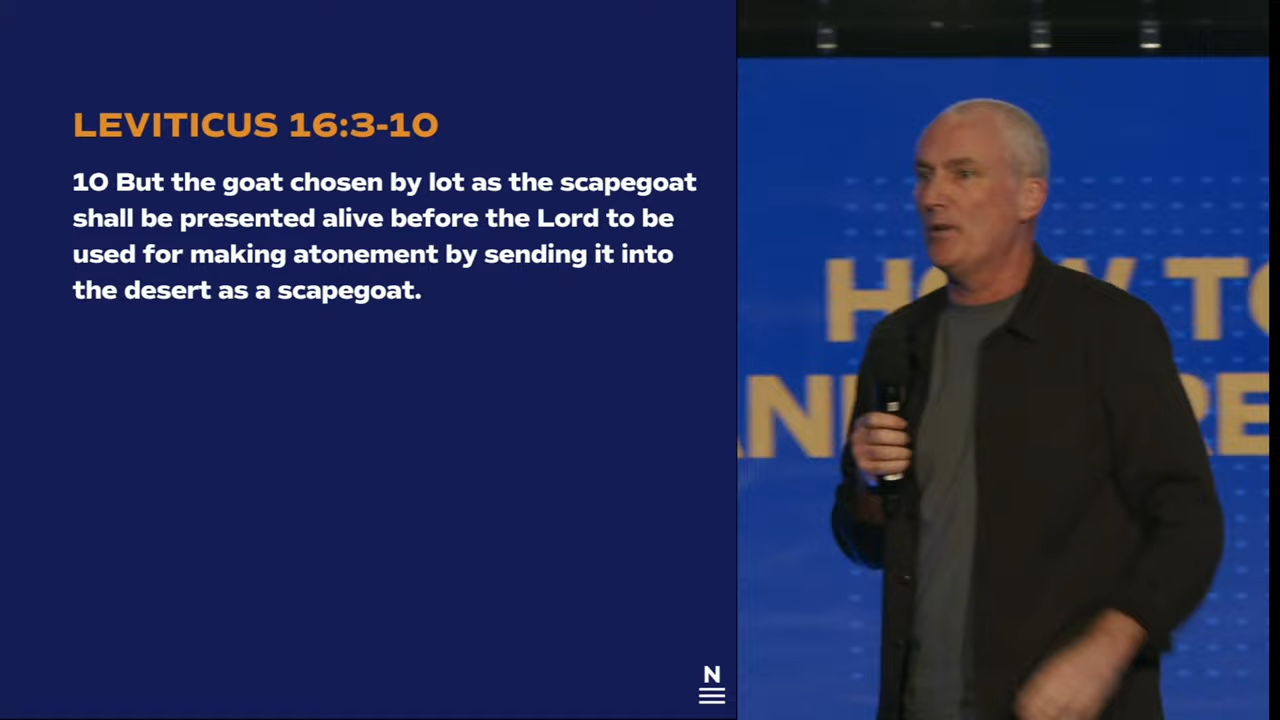 LEVITICUS 16:3-10
10 But the goat chosen by lot as the scapegoat
shall be presented alive before the Lord to be
used for making atonement by sending it into
the desert as a scapegoat.
N
TO